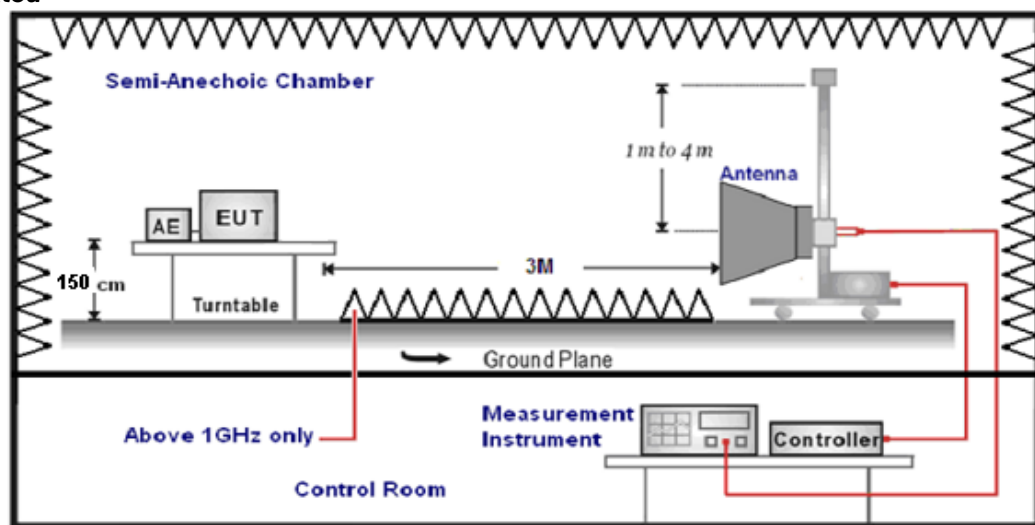 Semi-Anechoic Chamber
1 m to 4 m
Antenna
AE
EUT
3M
150 cm
Turntable
Ground Plane
Above 1GHz only
Measurement
Instrument
Controller
Control Room